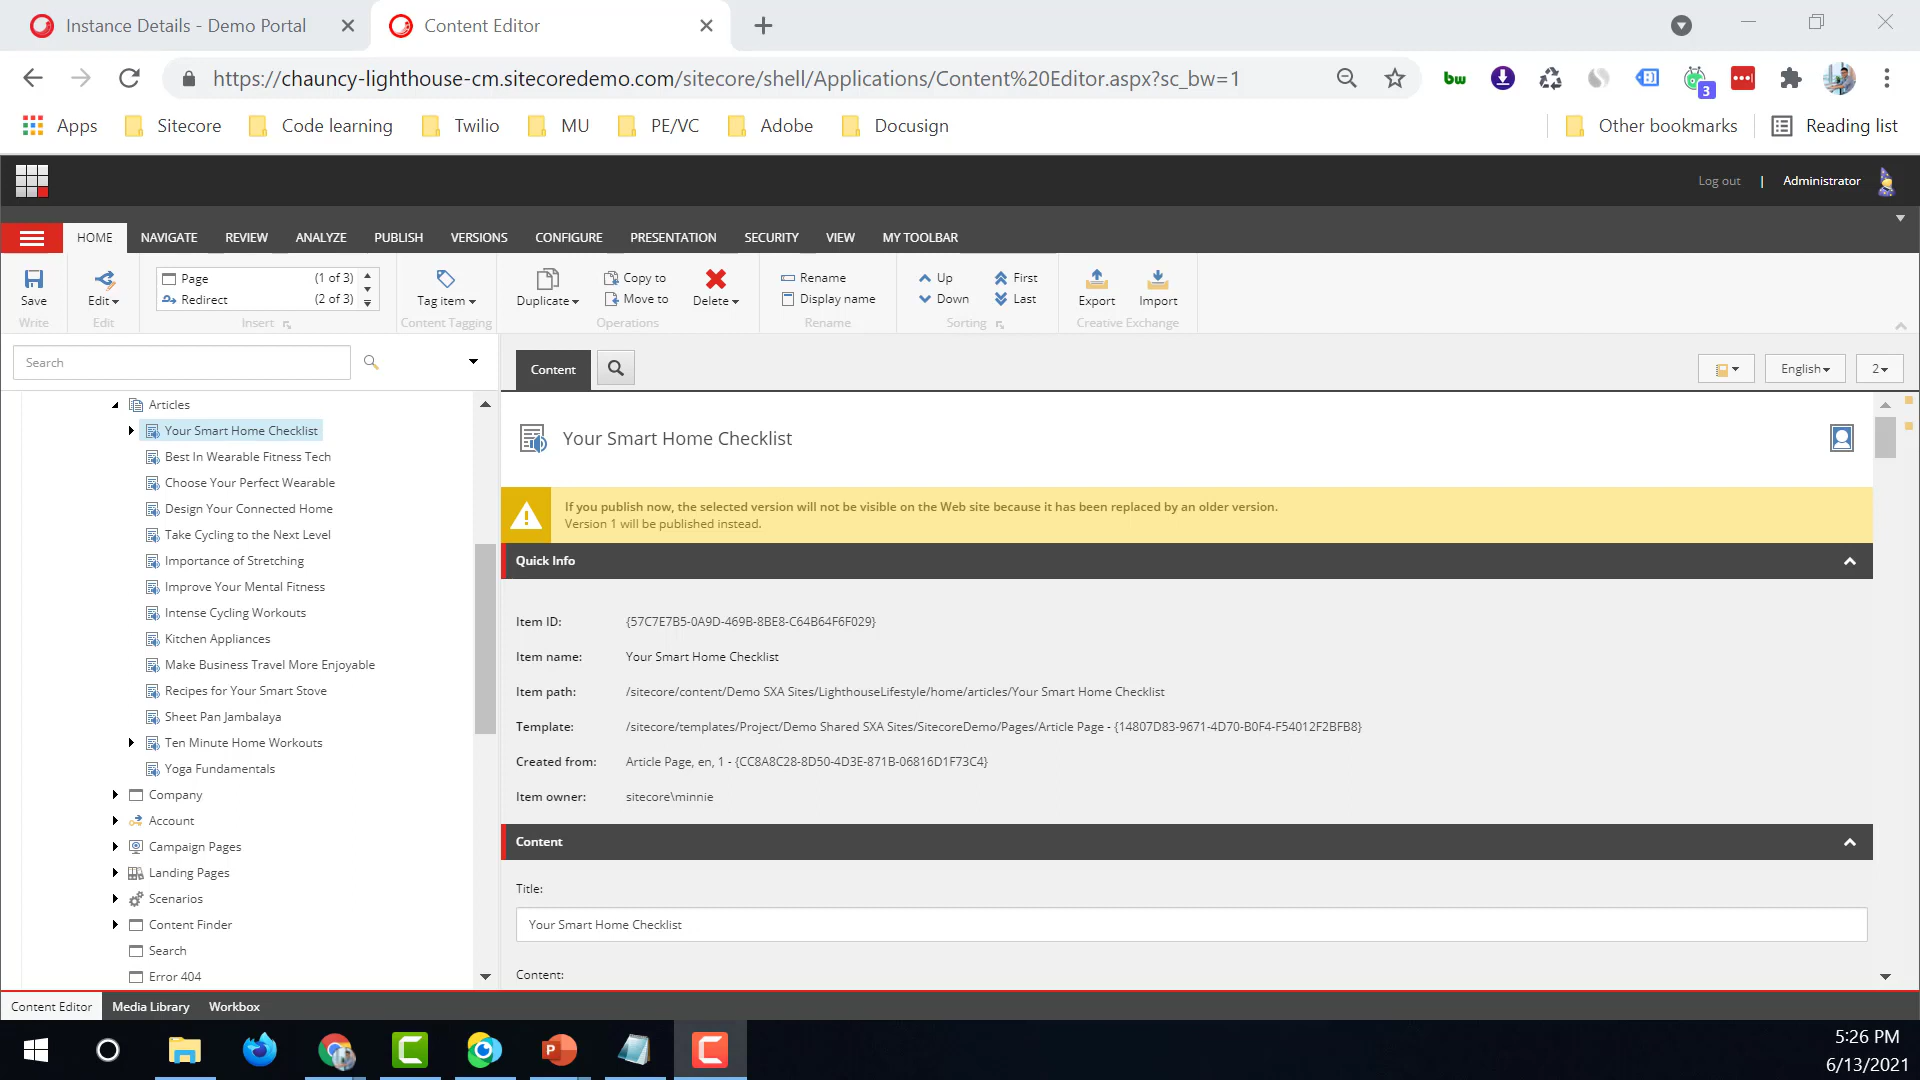 Instance Details - Demo Portal
Content Editor
https://chauncy-lighthouse-cm.sitecoredemo.com/sitecore/shell/Applications/Content%20Editor.aspx?sc_bw=1
bw
3
Apps
Sitecore
Code learning
Twilio
MU
PE/VC
Adobe
Docusign
Other bookmarks
Reading list
Log out | Administrator
HOME
NAVIGATE
REVIEW
ANALYZE
PUBLISH
VERSIONS
CONFIGURE
PRESENTATION
SECURITY
VIEW
MY TOOLBAR
Save
Write
Edit
Edit
Page (1 of 3)
Redirect (2 of 3)
Insert
Tag item
Content Tagging
Duplicate
Copy to
Move to
Delete
Operations
Rename
Display name
Rename
Up
Down
First
Last
Sorting
Export
Import
Creative Exchange
Search
Content
English
2
Articles
Your Smart Home Checklist
Best In Wearable Fitness Tech
Choose Your Perfect Wearable
Design Your Connected Home
Take Cycling to the Next Level
Importance of Stretching
Improve Your Mental Fitness
Intense Cycling Workouts
Kitchen Appliances
Make Business Travel More Enjoyable
Recipes for Your Smart Stove
Sheet Pan Jambalaya
Ten Minute Home Workouts
Yoga Fundamentals
Company
Account
Campaign Pages
Landing Pages
Scenarios
Content Finder
Search
Error 404
Your Smart Home Checklist
If you publish now, the selected version will not be visible on the Web site because it has been replaced by an older version.
Version 1 will be published instead.
Quick Info
Item ID: {57C7E7B5-0A9D-469B-8BE8-C64B64F6F029}
Item name: Your Smart Home Checklist
Item path: /sitecore/content/Demo SXA Sites/LighthouseLifestyle/home/articles/Your Smart Home Checklist
Template: /sitecore/templates/Project/Demo Shared SXA Sites/SitecoreDemo/Pages/Article Page - {14807D83-9671-4D70-B0F4-F54012F2BFB8}
Created from: Article Page, en, 1 - {CC8A8C28-8D50-4D3E-871B-06816D1F73C4}
Item owner: sitecore\minnie
Content
Title:
Your Smart Home Checklist
Content:
Content Editor
Media Library
Workbox
5:26 PM
6/13/2021